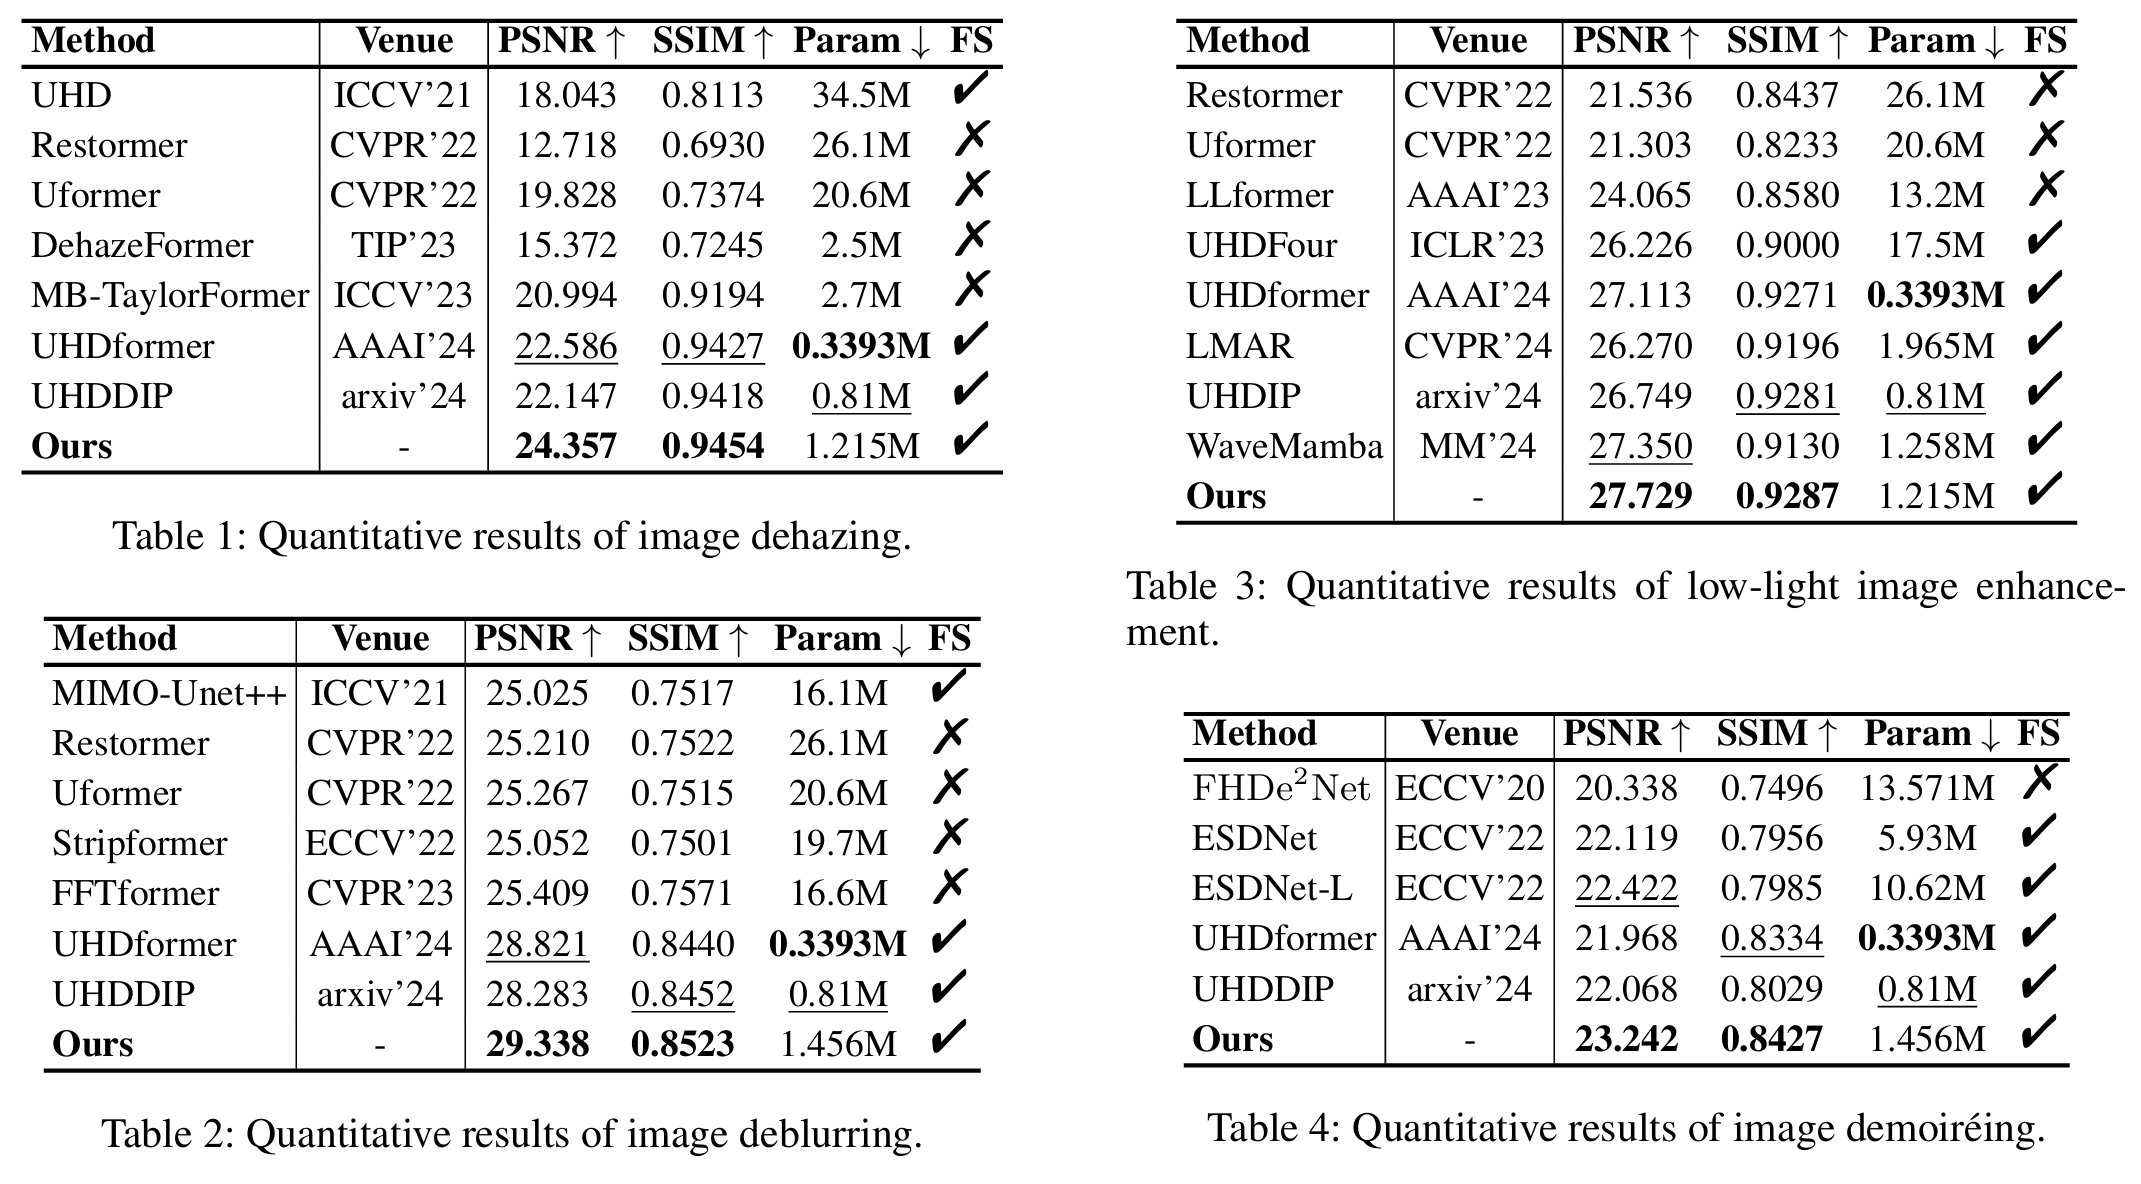 Method Venue PSNR ↑ SSIM ↑ Param ↓ FS
UHD ICCV’21 18.043 0.8113 34.5M ✔
Restormer CVPR’22 12.718 0.6930 26.1M ✗
Uformer CVPR’22 19.828 0.7374 20.6M ✗
DehazeFormer TIP’23 15.372 0.7245 2.5M ✗
MB-TaylorFormer ICCV’23 20.994 0.9194 2.7M ✗
UHDformer AAAI’24 22.586 0.9427 0.3393M ✔
UHDDIP arxiv’24 22.147 0.9418 0.81M ✔
Ours - 24.357 0.9454 1.215M ✔
Table 1: Quantitative results of image dehazing.
Method Venue PSNR ↑ SSIM ↑ Param ↓ FS
MIMO-Unet++ ICCV’21 25.025 0.7517 16.1M ✔
Restormer CVPR’22 25.210 0.7522 26.1M ✗
Uformer CVPR’22 25.267 0.7515 20.6M ✗
Stripformer ECCV’22 25.052 0.7501 19.7M ✗
FFTformer CVPR’23 25.409 0.7571 16.6M ✗
UHDformer AAAI’24 28.821 0.8440 0.3393M ✔
UHDDIP arxiv’24 28.283 0.8452 0.81M ✔
Ours - 29.338 0.8523 1.456M ✔
Table 2: Quantitative results of image deblurring.
Method Venue PSNR ↑ SSIM ↑ Param ↓ FS
Restormer CVPR’22 21.536 0.8437 26.1M ✗
Uformer CVPR’22 21.303 0.8233 20.6M ✗
LLformer AAAI’23 24.065 0.8580 13.2M ✗
UHDFour ICLR’23 26.226 0.9000 17.5M ✔
UHDformer AAAI’24 27.113 0.9271 0.3393M ✔
LMAR CVPR’24 26.270 0.9196 1.965M ✔
UHDIP arxiv’24 26.749 0.9281 0.81M ✔
WaveMamba MM’24 27.350 0.9130 1.258M ✔
Ours - 27.729 0.9287 1.215M ✔
Table 3: Quantitative results of low-light image enhance-
ment.
Method Venue PSNR ↑ SSIM ↑ Param ↓ FS
FHDe²Net ECCV’20 20.338 0.7496 13.571M ✗
ESDNet ECCV’22 22.119 0.7956 5.93M ✔
ESDNet-L ECCV’22 22.422 0.7985 10.62M ✔
UHDformer AAAI’24 21.968 0.8334 0.3393M ✔
UHDDIP arxiv’24 22.068 0.8029 0.81M ✔
Ours - 23.242 0.8427 1.456M ✔
Table 4: Quantitative results of image demoiréing.